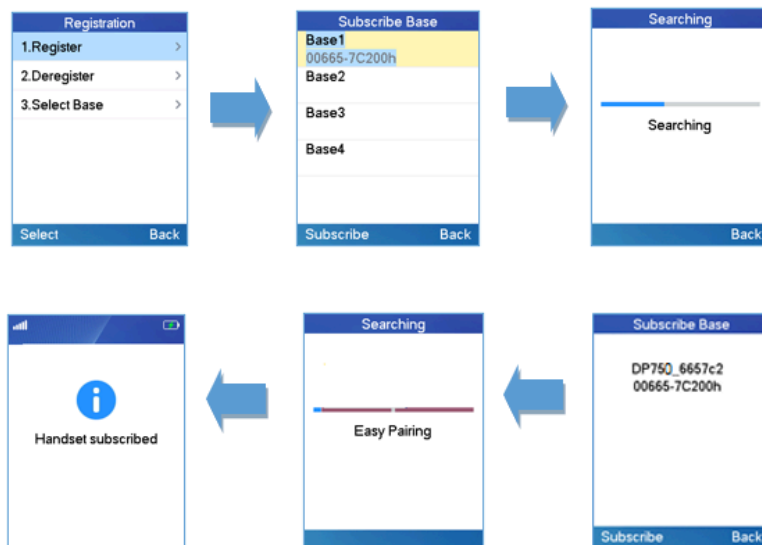 Registration
1.Register
2.Deregister
3.Select Base
Select Back
Subscribe Base
Base1
00665-7C200h
Base2
Base3
Base4
Subscribe Back
Searching
Searching
Back
Subscribe Base
DP750_6657c2
00665-7C200h
Subscribe Back
Searching
Easy Pairing
Handset subscribed